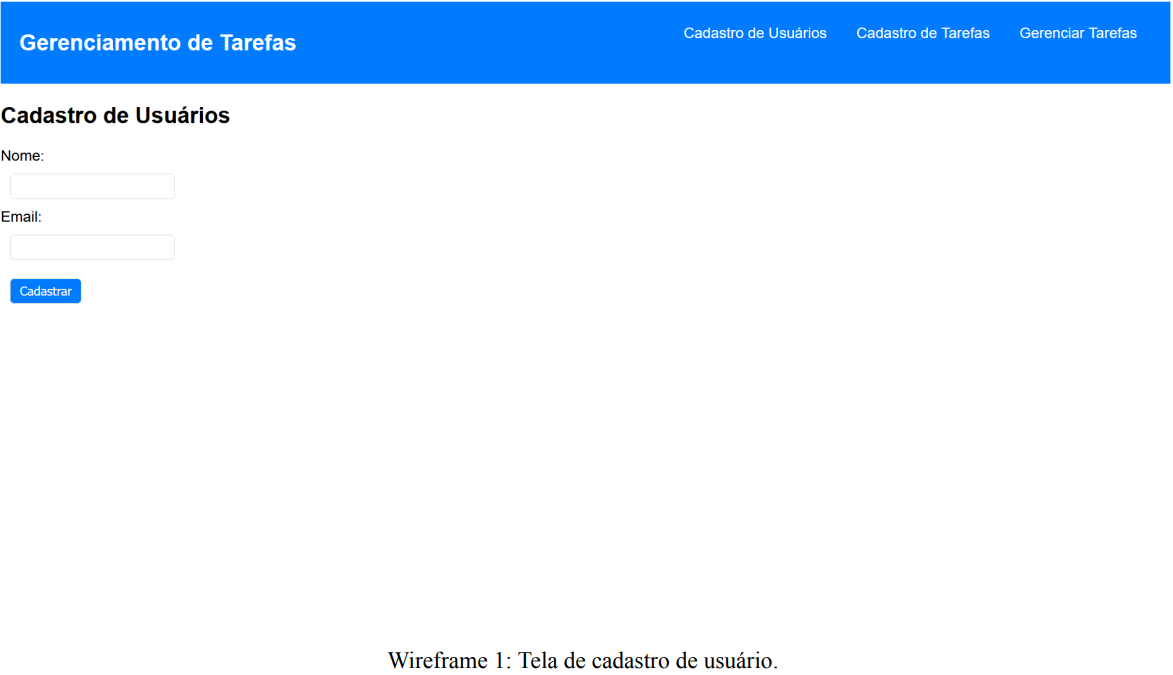 Gerenciamento de Tarefas
Cadastro de Usuários Cadastro de Tarefas Gerenciar Tarefas
Cadastro de Usuários
Nome:
Email:
Cadastrar
Wireframe 1: Tela de cadastro de usuário.